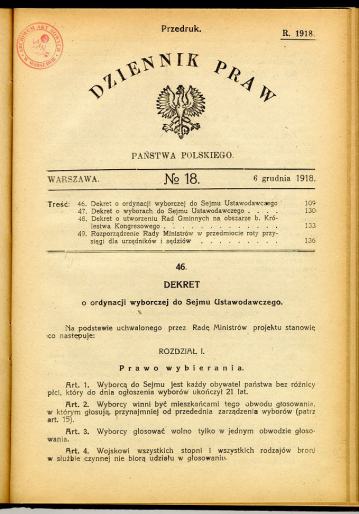 Przedruk.
R. 1918.
DZIENNIK PRAW
PAŃSTWA POLSKIEGO.
WARSZAWA. № 18. 6 grudnia 1918.
Treść: 46. Dekret o ordynacji wyborczej do Sejmu Ustawodawczego 109
47. Dekret o wyborach do Sejmu Ustawodawczego . . . . 130
48. Dekret o utworzeniu Rad Gminnych na obszarze b. Kró-
lestwa Kongresowego . . . . . . . . . . . 133
49. Rozporządzenie Rady Ministrów w przedmiocie roty przy-
sięgi dla urzędników i sędziów . . . . . . . . . 136
46.
DEKRET
o ordynacji wyborczej do Sejmu Ustawodawczego.
Na podstawie uchwalonego przez Radę Ministrów projektu stanowię
co następuje:
ROZDZIAŁ I.
Prawo wybierania.
Art. 1. Wyborcą do Sejmu jest każdy obywatel państwa bez różnicy
płci, który do dnia ogłoszenia wyborów ukończył 21 lat.
Art. 2. Wyborcy winni być mieszkańcami tego obwodu głosowania,
w którym głosują, przynajmniej od przednia zarządzenia wyborów (patrz
art. 15).
Art. 3. Wyborcy głosować wolno tylko w jednym obwodzie głoso-
wania.
Art. 4. Wojskowi wszystkich stopni i wszystkich rodzajów broni
w służbie czynnej nie biorą udziału w głosowaniu.